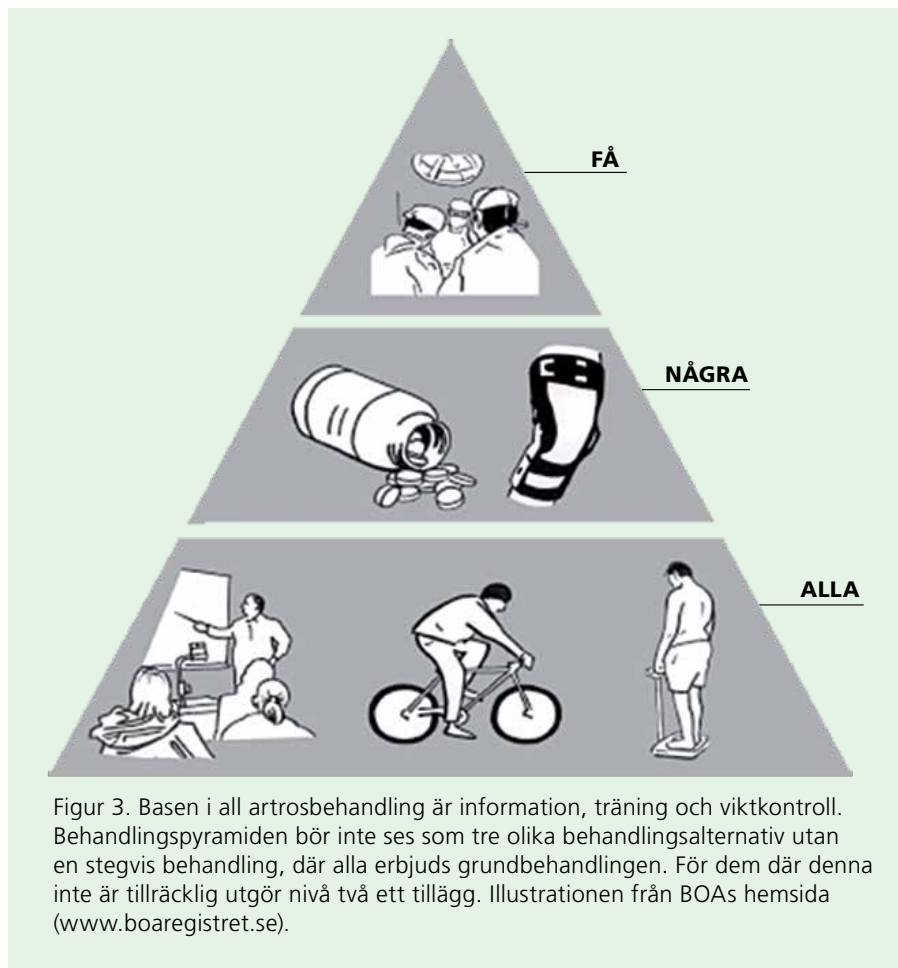 FÅ
NÅGRA
ALLA
Figur 3. Basen i all artrosbehandling är information, träning och viktkontroll.
Behandlingspyramiden bör inte ses som tre olika behandlingsalternativ utan
en stegvis behandling, där alla erbjuds grundbehandlingen. För dem där denna
inte är tillräcklig utgör nivå två ett tillägg. Illustrationen från BOAs hemsida
(www.boaregistret.se).